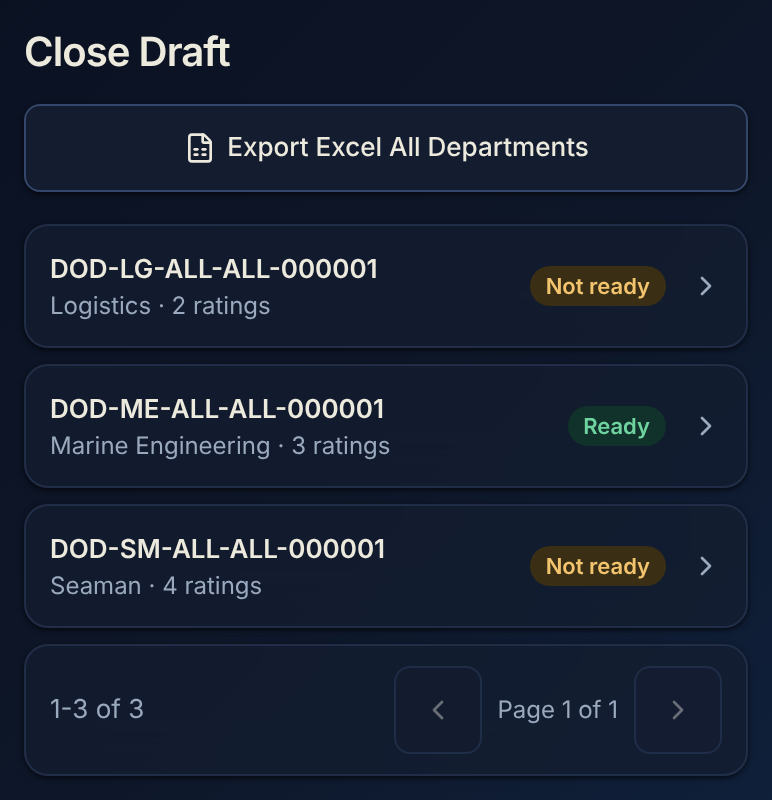 Close Draft
Export Excel All Departments
DOD-LG-ALL-ALL-000001
Logistics · 2 ratings
Not ready
DOD-ME-ALL-ALL-000001
Marine Engineering · 3 ratings
Ready
DOD-SM-ALL-ALL-000001
Seaman · 4 ratings
Not ready
1-3 of 3
Page 1 of 1